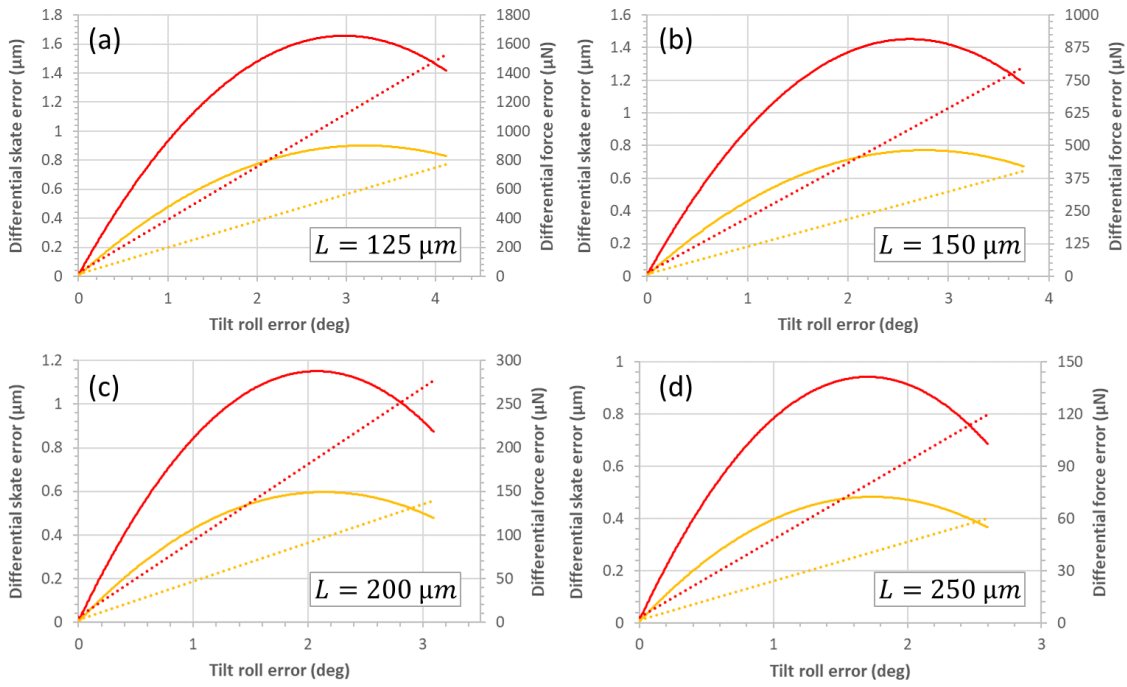 (a)
Differential skate error (µm)
1.8
1.6
1.4
1.2
1
0.8
0.6
0.4
0.2
0
1800
1600
1400
1200
1000
800
600
400
200
0
Differential force error (µN)
L = 125 µm
0 1 2 3 4
Tilt roll error (deg)
(b)
Differential skate error (µm)
1.6
1.4
1.2
1
0.8
0.6
0.4
0.2
0
1000
875
750
625
500
375
250
125
0
Differential force error (µN)
L = 150 µm
0 1 2 3 4
Tilt roll error (deg)
(c)
Differential skate error (µm)
1.2
1
0.8
0.6
0.4
0.2
0
300
250
200
150
100
50
0
Differential force error (µN)
L = 200 µm
0 1 2 3
Tilt roll error (deg)
(d)
Differential skate error (µm)
1
0.8
0.6
0.4
0.2
0
150
120
90
60
30
0
Differential force error (µN)
L = 250 µm
0 1 2 3
Tilt roll error (deg)